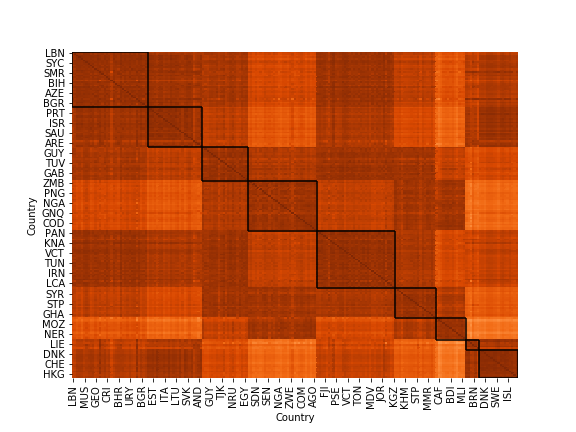 LBN
SYC
SMR
BIH
AZE
BGR
PRT
ISR
SAU
ARE
GUY
TUV
GAB
ZMB
PNG
NGA
GNQ
COD
PAN
KNA
VCT
TUN
IRN
LCA
SYR
STP
GHA
MOZ
NER
LIE
DNK
CHE
HKG
Country
LBN MUS GEO CRI BHR URY BGR EST ITA LTU SVK AND GUY TJK NRU EGY SDN SEN NGA ZWE COM AGO FJI PSE VCT TON MDV JOR KGZ KHM STP MMR CAF BDI MLI BRN DNK SWE ISL
Country